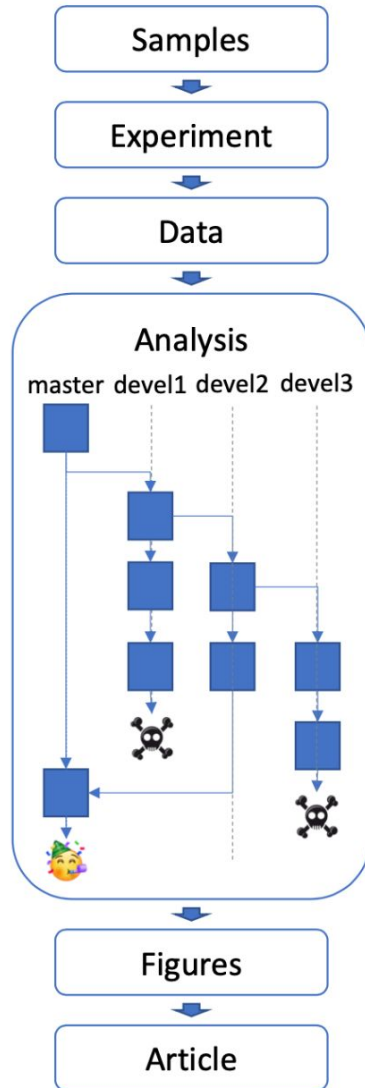 Samples
Experiment
Data
Analysis
master devel1 devel2 devel3
Figures
Article